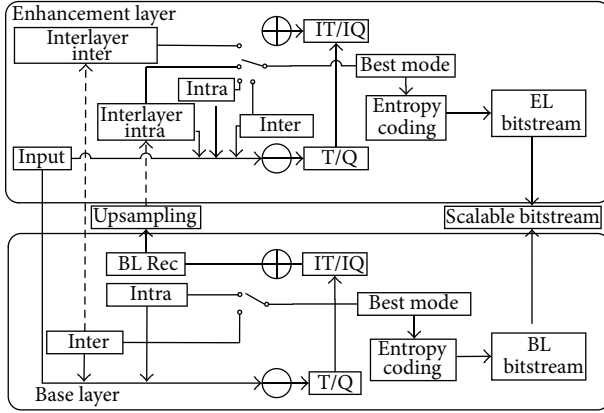 Enhancement layer
Interlayer
inter
IT/IQ
Best mode
Intra
Interlayer
intra
Inter
Entropy
coding
EL
bitstream
Input
T/Q
Upsampling
Scalable bitstream
BL Rec
IT/IQ
Intra
Best mode
Inter
Entropy
coding
BL
bitstream
Base layer
T/Q